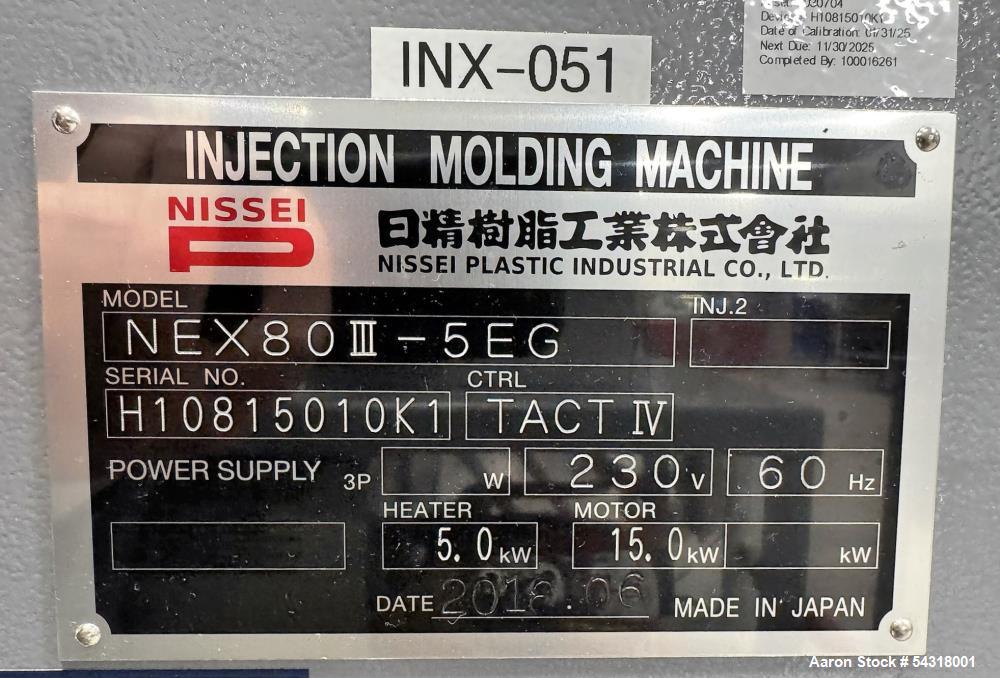 INX-051
H10815010K1
Date of Calibration: 01/31/25
Next Due: 11/30/2025
Completed By: 100016261
INJECTION MOLDING MACHINE
NISSEI
日精樹脂工業株式會社
NISSEI PLASTIC INDUSTRIAL CO., LTD.
MODEL
INJ.2
NEX80Ⅲ-5EG
SERIAL NO.
CTRL
H10815010K1
TACT Ⅳ
POWER SUPPLY 3P W 230 V 60 Hz
HEATER
MOTOR
5.0 kW
15.0 kW
kW
DATE
MADE IN JAPAN
Aaron Stock # 54318001